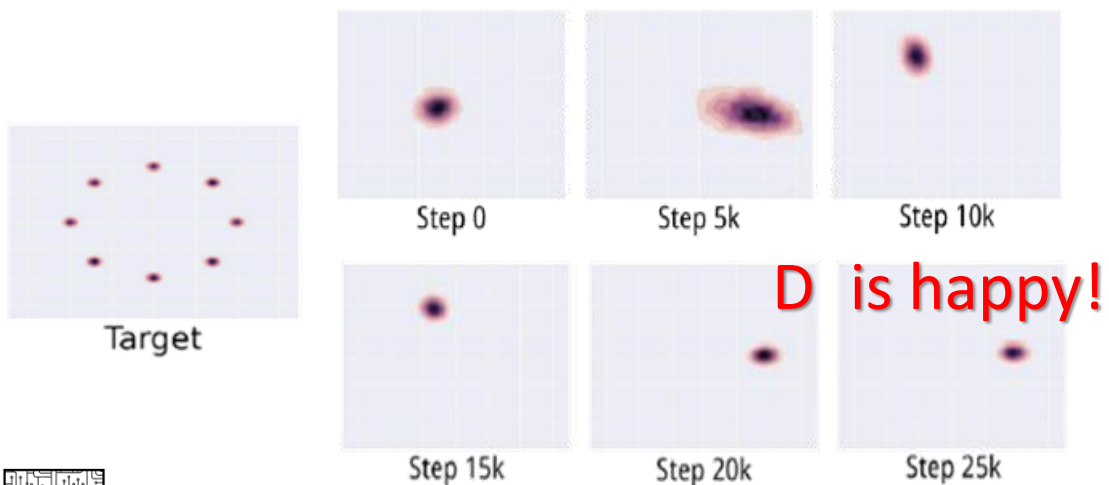 Step 0
Step 5k
Step 10k
Target
D is happy!
Step 15k
Step 20k
Step 25k